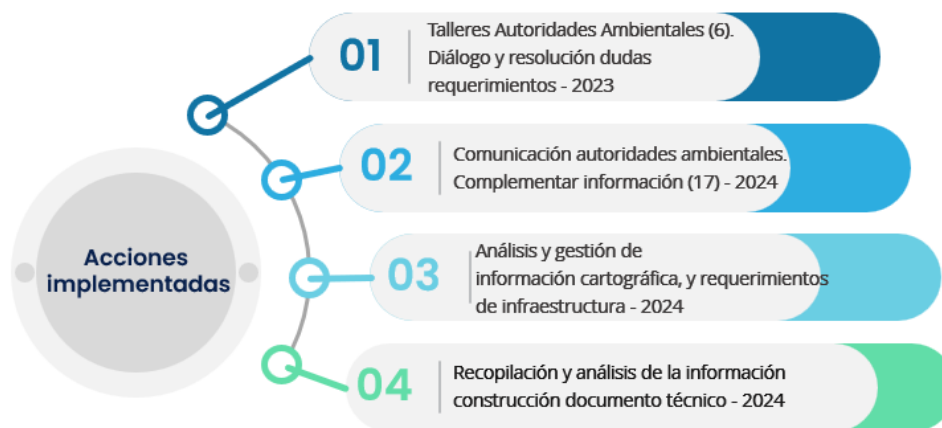 Acciones
implementadas
01
Talleres Autoridades Ambientales (6).
Diálogo y resolución dudas
requerimientos - 2023
02
Comunicación autoridades ambientales.
Complementar información (17) - 2024
03
Análisis y gestión de
información cartográfica, y requerimientos
de infraestructura - 2024
04
Recopilación y análisis de la información
construcción documento técnico - 2024